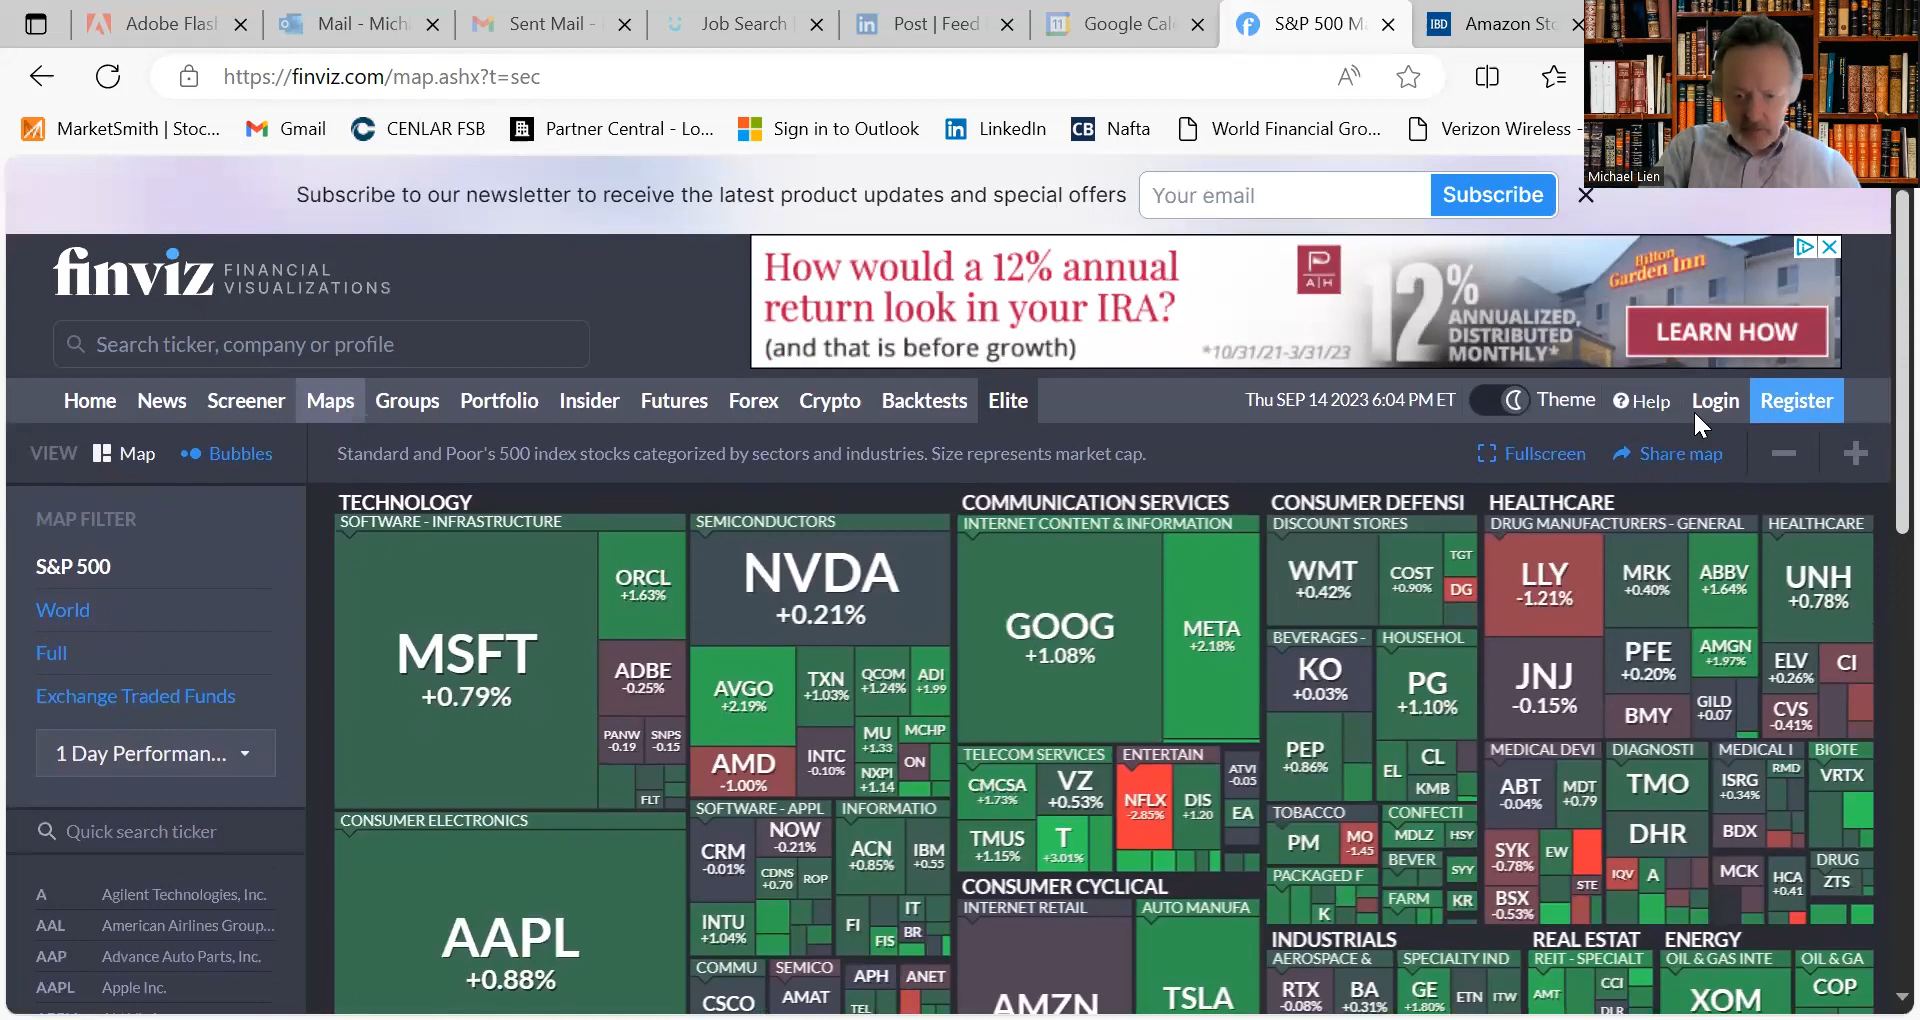 Adobe Flas
Mail - Mich
Sent Mail -
Job Search
Post | Feed
Google Cale
S&P 500 Ma
IBD
Amazon Sto
https://finviz.com/map.ashx?t=sec
MarketSmith | Stoc...
Gmail
CENLAR FSB
Partner Central - Lo...
Sign in to Outlook
LinkedIn
CB Nafta
World Financial Gro...
Verizon Wireless -
Michael Lien
Subscribe to our newsletter to receive the latest product updates and special offers
Your email
Subscribe
finviz FINANCIAL VISUALIZATIONS
Search ticker, company or profile
How would a 12% annual
return look in your IRA?
(and that is before growth)
*10/31/21-3/31/23
P A|H
12% ANNUALIZED, DISTRIBUTED MONTHLY*
Hilton Garden Inn
LEARN HOW
Home News Screener Maps Groups Portfolio Insider Futures Forex Crypto Backtests Elite
Thu SEP 14 2023 6:04 PM ET
Theme
Help
Login
Register
VIEW Map Bubbles
Standard and Poor's 500 index stocks categorized by sectors and industries. Size represents market cap.
Fullscreen
Share map
MAP FILTER
S&P 500
World
Full
Exchange Traded Funds
1 Day Performan...
Quick search ticker
A Agilent Technologies, Inc.
AAL American Airlines Group...
AAP Advance Auto Parts, Inc.
AAPL Apple Inc.
TECHNOLOGY
SOFTWARE - INFRASTRUCTURE
MSFT
+0.79%
ORCL
+1.63%
ADBE
-0.25%
PANW
-0.19
SNPS
-0.15
FLT
CONSUMER ELECTRONICS
AAPL
+0.88%
SEMICONDUCTORS
NVDA
+0.21%
AVGO
+2.19%
TXN
+1.03%
QCOM
+1.24%
ADI
+1.99
AMD
-1.00%
INTC
-0.10%
MU
+1.33
MCHP
NXPI
+1.14
ON
SOFTWARE - APPL
CRM
-0.01%
NOW
-0.21%
CDNS
+0.70
ROP
INTU
+1.04%
INFORMATIO
ACN
+0.85%
IBM
+0.55
FI
FIS
IT
BR
COMMU
CSCO
SEMICO
AMAT
APH
TEL
ANET
COMMUNICATION SERVICES
INTERNET CONTENT & INFORMATION
GOOG
+1.08%
META
+2.18%
TELECOM SERVICES
CMCSA
+1.73%
VZ
+0.53%
TMUS
+1.15%
T
+3.01%
ENTERTAIN
NFLX
-2.85%
DIS
+1.20
ATVI
-0.05
EA
CONSUMER CYCLICAL
INTERNET RETAIL
AMZN
AUTO MANUFA
TSLA
CONSUMER DEFENSI
DISCOUNT STORES
WMT
+0.42%
COST
+0.90%
TGT
DG
BEVERAGES -
KO
+0.03%
PEP
+0.86%
HOUSEHOL
PG
+1.10%
EL
CL
KMB
TOBACCO
PM
MO
-1.45
CONFECTI
MDLZ
HSY
BEVER
SYY
PACKAGED F
K
FARM
KR
HEALTHCARE
DRUG MANUFACTURERS - GENERAL
LLY
-1.21%
MRK
+0.40%
ABBV
+1.64%
JNJ
-0.15%
PFE
+0.20%
AMGN
+1.97%
BMY
GILD
+0.07
HEALTHCARE
UNH
+0.78%
ELV
+0.26%
CI
CVS
-0.41%
MEDICAL DEVI
ABT
-0.04%
MDT
+0.79
SYK
-0.78%
EW
BSX
-0.53%
STE
DIAGNOSTI
TMO
DHR
IQV
A
MEDICAL I
ISRG
+0.34%
RMD
BDX
MCK
HCA
+0.41
BIOTE
VRTX
DRUG
ZTS
INDUSTRIALS
AEROSPACE &
RTX
-0.08%
BA
+0.31%
SPECIALTY IND
GE
+1.80%
ETN
ITW
REAL ESTAT
REIT - SPECIALT
AMT
CCI
DLR
ENERGY
OIL & GAS INTE
XOM
OIL & GA
COP